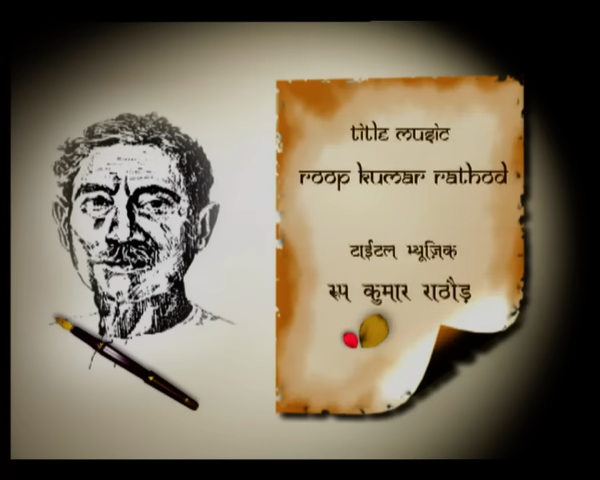 title music
roop kumar rathod
टाईटल म्यूज़िक
रूप कुमार राठौड़